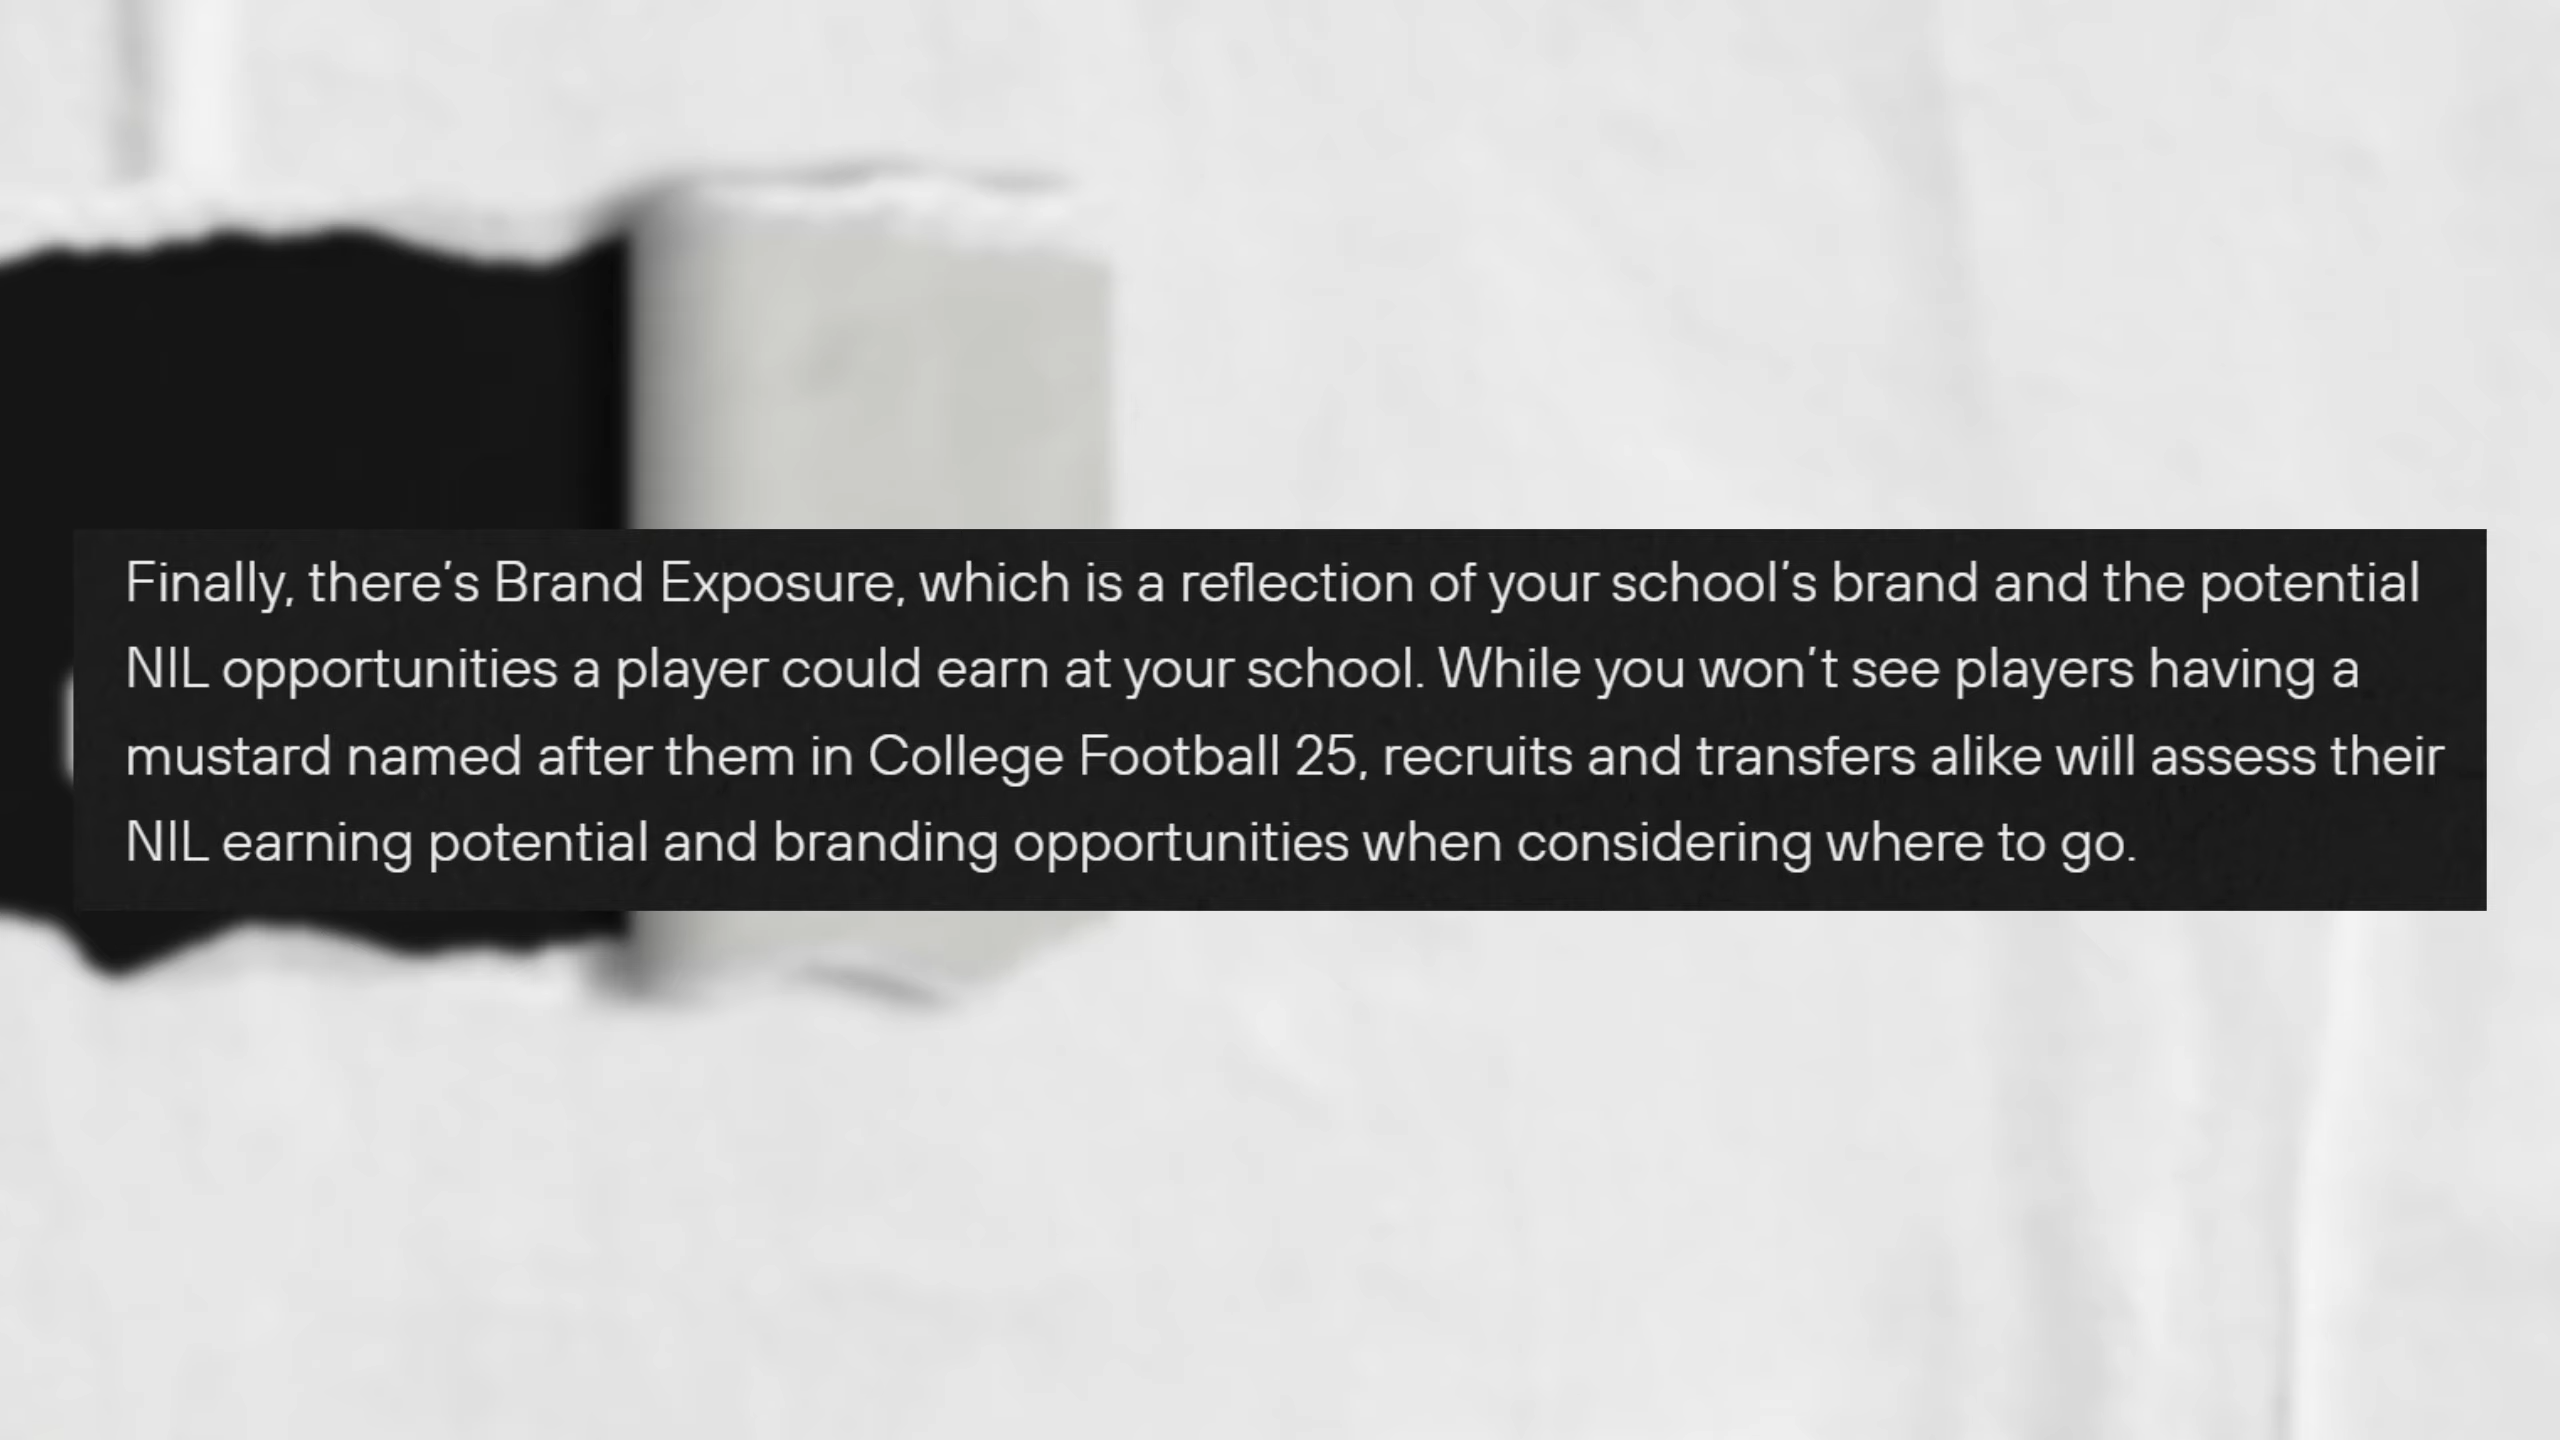 Finally, there’s Brand Exposure, which is a reflection of your school’s brand and the potential
NIL opportunities a player could earn at your school. While you won’t see players having a
mustard named after them in College Football 25, recruits and transfers alike will assess their
NIL earning potential and branding opportunities when considering where to go.